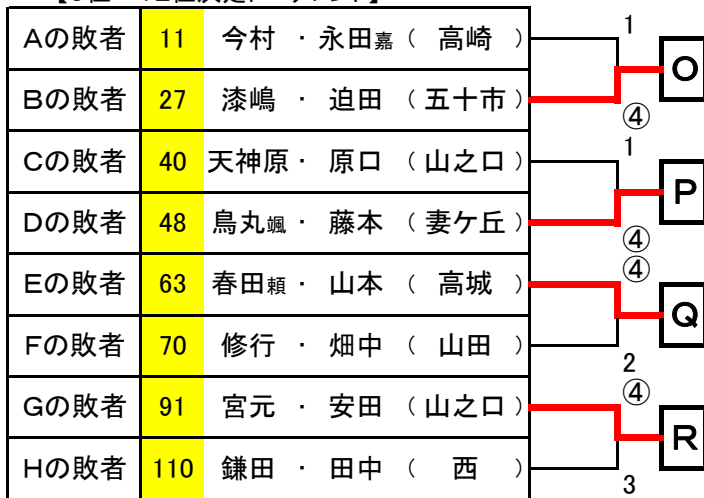 Aの敗者 11 今村 ・ 永田嘉 ( 高崎 ) 1
O
Bの敗者 27 漆嶋 ・ 迫田 ( 五十市 ) ④
Cの敗者 40 天神原 ・ 原口 ( 山之口 ) 1
P
Dの敗者 48 鳥丸颯 ・ 藤本 ( 妻ケ丘 ) ④
Eの敗者 63 春田頼 ・ 山本 ( 高城 ) ④
Q
Fの敗者 70 修行 ・ 畑中 ( 山田 ) 2
Gの敗者 91 宮元 ・ 安田 ( 山之口 ) ④
R
Hの敗者 110 鎌田 ・ 田中 ( 西 ) 3